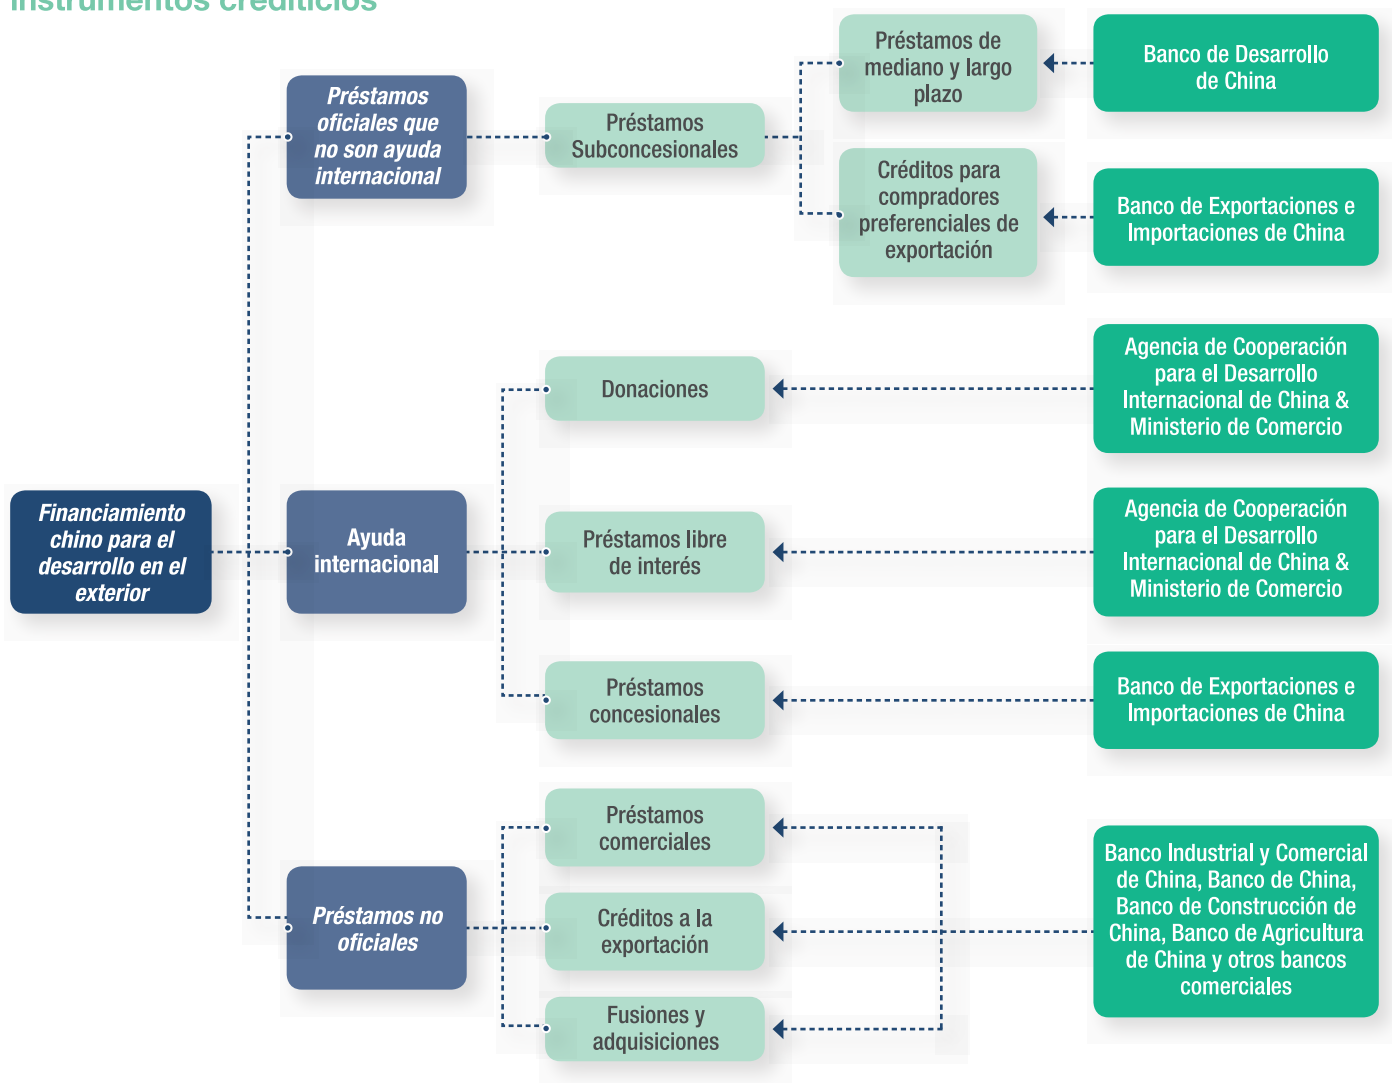 Instrumentos crediticios
Préstamos de
mediano y largo
plazo
Banco de Desarrollo
de China
Préstamos
oficiales que
no son ayuda
internacional
Préstamos
Subconcesionales
Créditos para
compradores
preferenciales de
exportación
Banco de Exportaciones e
Importaciones de China
Donaciones
Agencia de Cooperación
para el Desarrollo
Internacional de China &
Ministerio de Comercio
Financiamiento
chino para el
desarrollo en el
exterior
Ayuda
internacional
Préstamos libre
de interés
Agencia de Cooperación
para el Desarrollo
Internacional de China &
Ministerio de Comercio
Préstamos
concesionales
Banco de Exportaciones e
Importaciones de China
Préstamos
comerciales
Préstamos no
oficiales
Créditos a la
exportación
Fusiones y
adquisiciones
Banco Industrial y Comercial
de China, Banco de China,
Banco de Construcción de
China, Banco de Agricultura
de China y otros bancos
comerciales